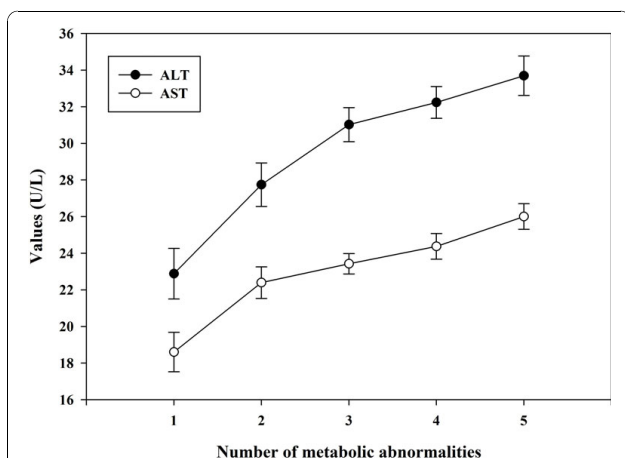 36
34
32
30
28
26
24
22
20
18
16
Values (U/L)
ALT
AST
1 2 3 4 5
Number of metabolic abnormalities